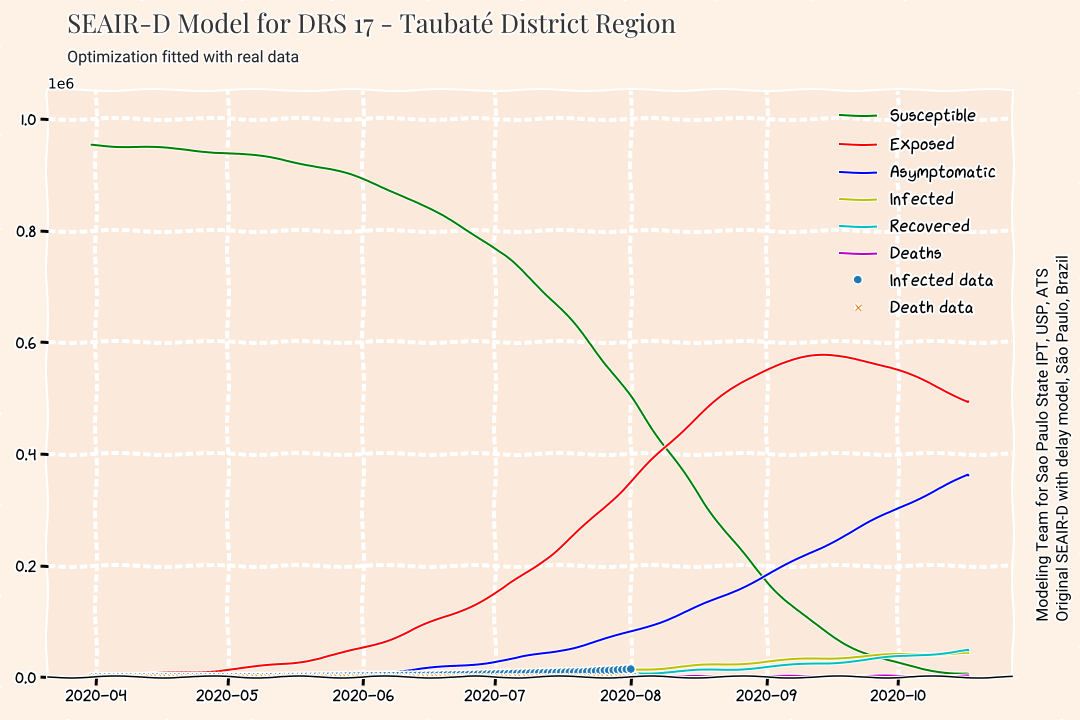 SEAIR-D Model for DRS 17 - Taubaté District Region
Optimization fitted with real data
1e6
1.0
0.8
0.6
0.4
0.2
0.0
2020-04
2020-05
2020-06
2020-07
2020-08
2020-09
2020-10
Susceptible
Exposed
Asymptomatic
Infected
Recovered
Deaths
Infected data
Death data
Modeling Team for Sao Paulo State IPT, USP, ATS
Original SEAIR-D with delay model, São Paulo, Brazil